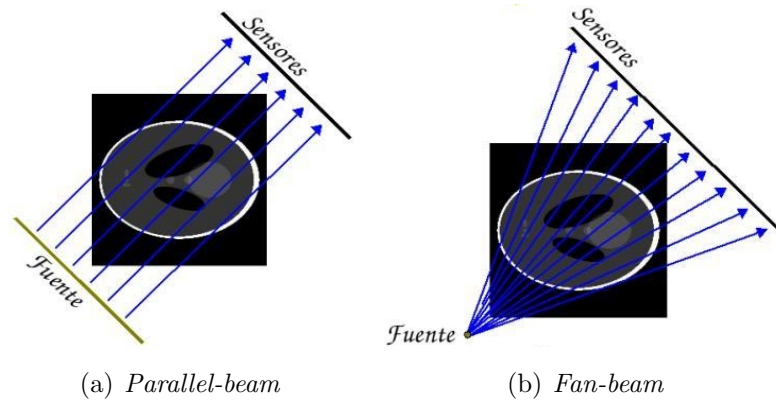 Sensores
Fuente
(a) Parallel-beam
Sensores
Fuente
(b) Fan-beam